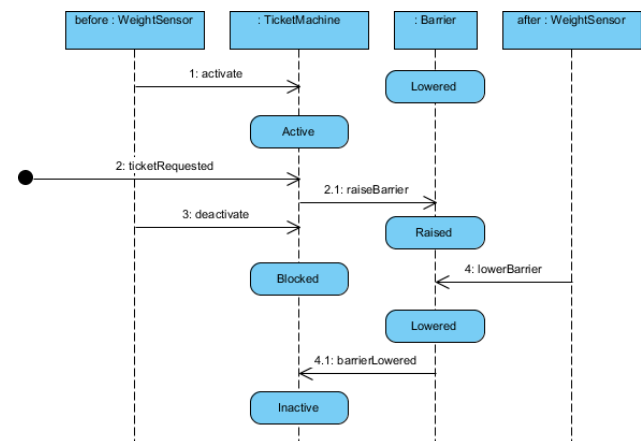 before : WeightSensor
: TicketMachine
: Barrier
after : WeightSensor
1: activate
Lowered
Active
2: ticketRequested
2.1: raiseBarrier
3: deactivate
Raised
Blocked
4: lowerBarrier
Lowered
4.1: barrierLowered
Inactive